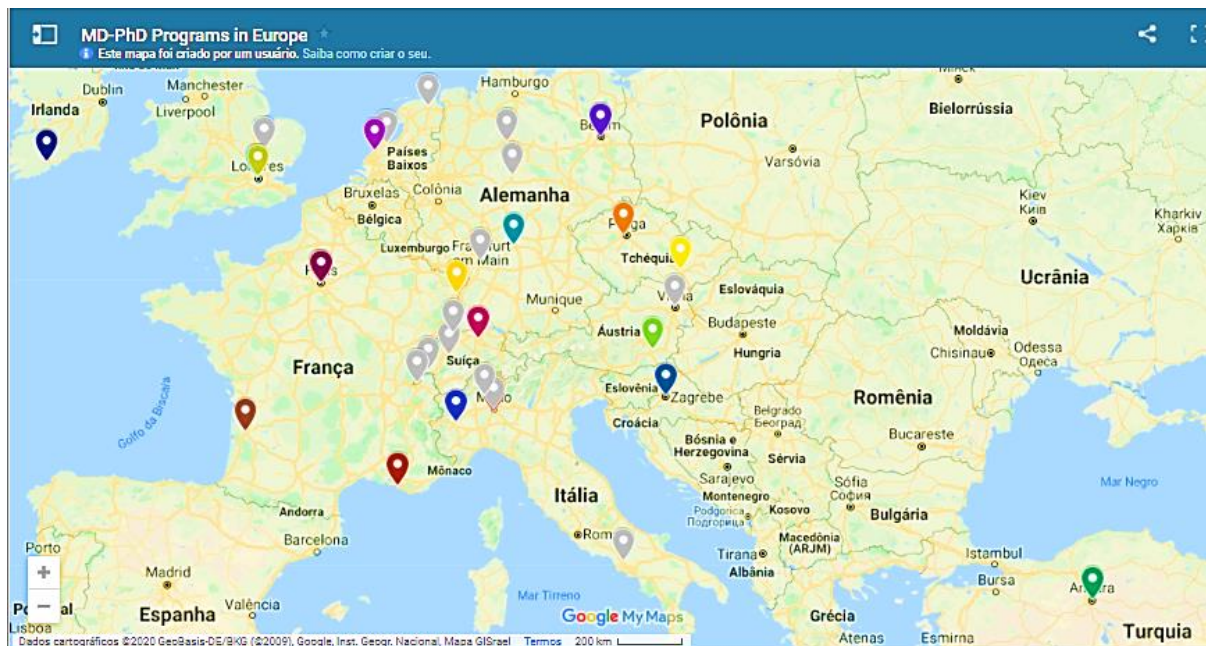 MD-PhD Programs in Europe
Este mapa foi criado por um usuário. Saiba como criar o seu.
Irlanda
Dublin
Manchester
Liverpool
Hamburgo
Polônia
Varsóvia
Bielorrússia
Países
Baixos
Bruxelas
Bélgica
Colônia
Alemanha
Kiev
Київ
Kharkiv
Харків
Luxemburgo
em Main
Tchéquia
Ucrânia
Munique
Eslováquia
Áustria
Budapeste
Hungria
Moldávia
Chisinau
Odessa
Одеса
França
Suíça
Golfo da Biscaia
Eslovênia
Zagrebe
Croácia
Romênia
Belgrado
Београд
Bucareste
Bósnia e
Herzegovina
Sérvia
Sarajevo
Mônaco
Itália
Montenegro
Podgorica
Подгорица
Kosovo
Sófia
София
Bulgária
Mar Negro
Andorra
Barcelona
Macedônia
(ARJM)
Tirana
Albânia
Istambul
Bursa
Porto
Madrid
Espanha
Valência
Lisboa
Mar Tirreno
Google My Maps
Grécia
Atenas
Esmirna
Turquia
+
−
Dados cartográficos ©2020 GeoBasis-DE/BKG (©2009), Google, Inst. Geogr. Nacional, Mapa GISrael Termos 200 km